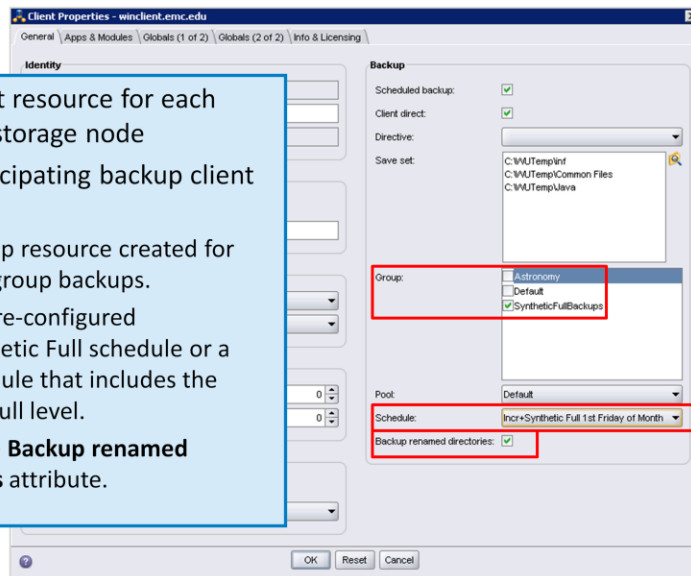 Client Properties - winclient.emc.edu
General Apps & Modules Globals (1 of 2) Globals (2 of 2) Info & Licensing
Identity
t resource for each
storage node
cipating backup client
p resource created for
group backups.
re-configured
etic Full schedule or a
ule that includes the
ull level.
Backup renamed
s attribute.
0
0
Backup
Scheduled backup:
Client direct:
Directive:
Save set:
C:\WUTemp\inf
C:\WUTemp\Common Files
C:\WUTemp\Java
Group:
Astronomy
Default
SyntheticFullBackups
Pool: Default
Schedule: Incr+Synthetic Full 1st Friday of Month
Backup renamed directories:
OK Reset Cancel